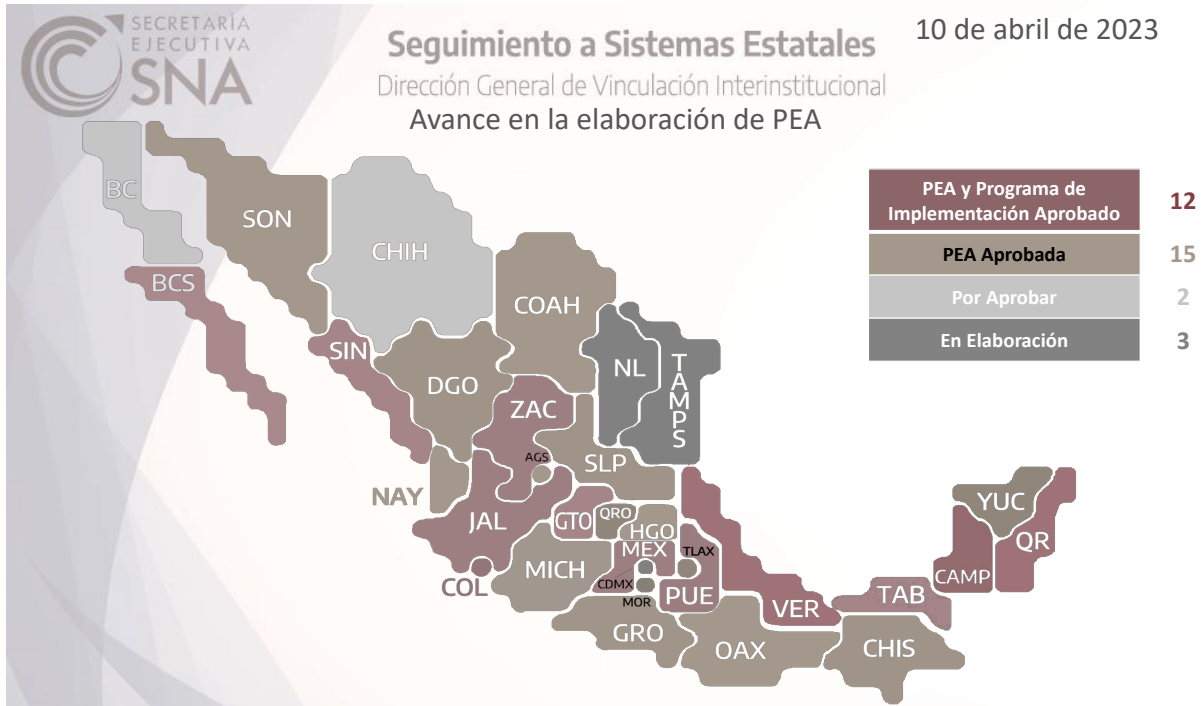 SECRETARÍA
EJECUTIVA
SNA
Seguimiento a Sistemas Estatales
10 de abril de 2023
Dirección General de Vinculación Interinstitucional
Avance en la elaboración de PEA
PEA y Programa de
Implementación Aprobado
12
PEA Aprobada
15
Por Aprobar
2
En Elaboración
3
BC
SON
CHIH
BCS
COAH
SIN
NL
TAMPS
DGO
ZAC
AGS
SLP
NAY
JAL
GTO
QRO
HGO
YUC
QR
MICH
MEX
TLAX
COL
CDMX
CAMP
MOR
PUE
VER
TAB
GRO
OAX
CHIS